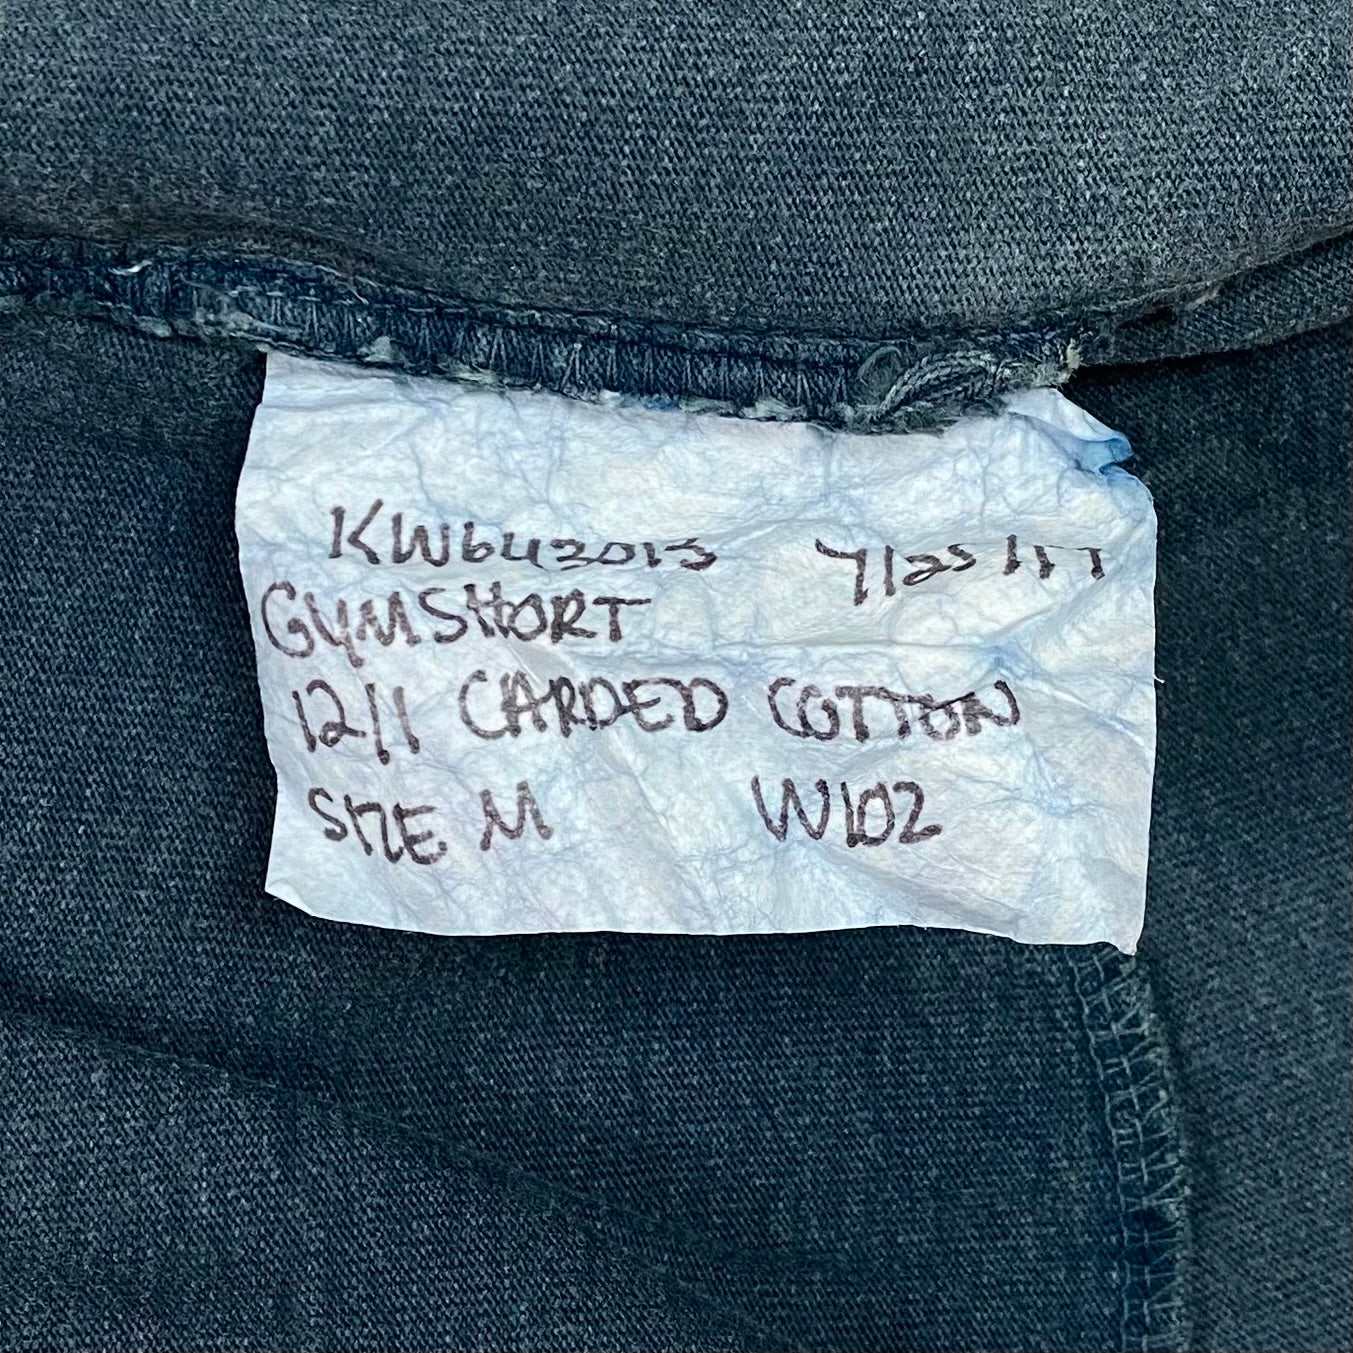 KW643013 7/25/17
GYMSHORT
12/1 CARDED COTTON
SIZE M W102